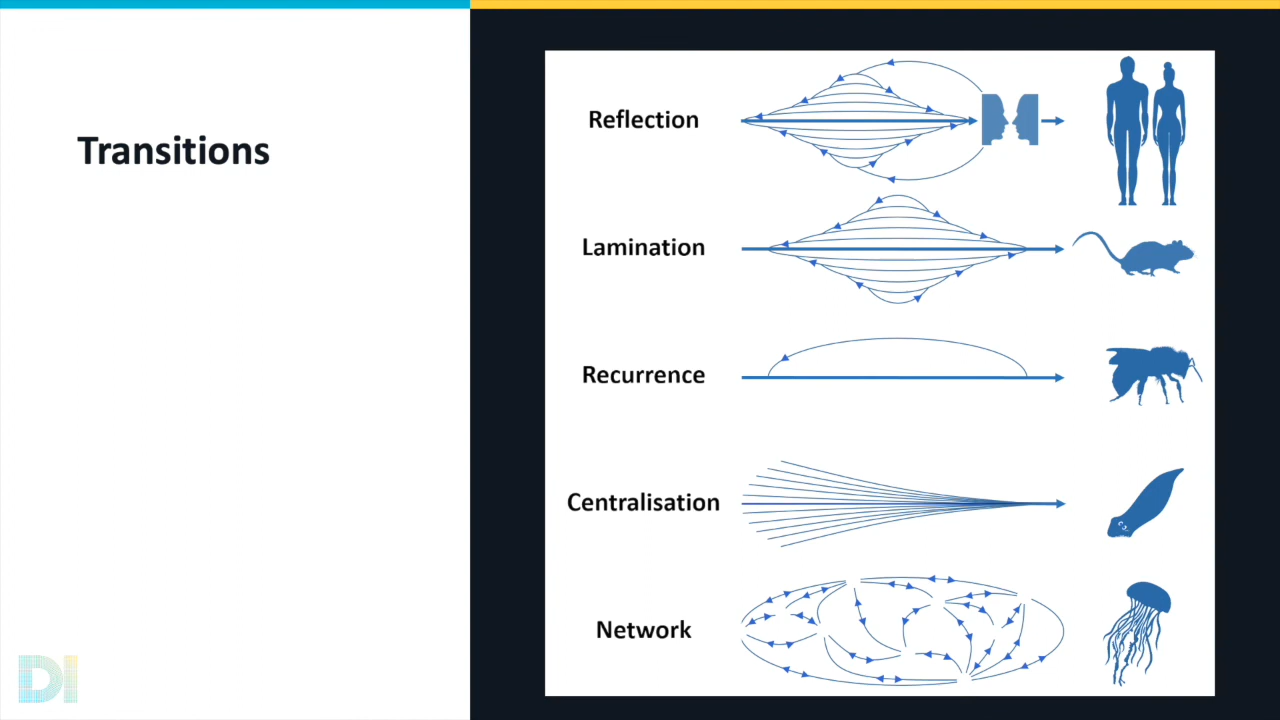 Transitions
Reflection
Lamination
Recurrence
Centralisation
Network
DI